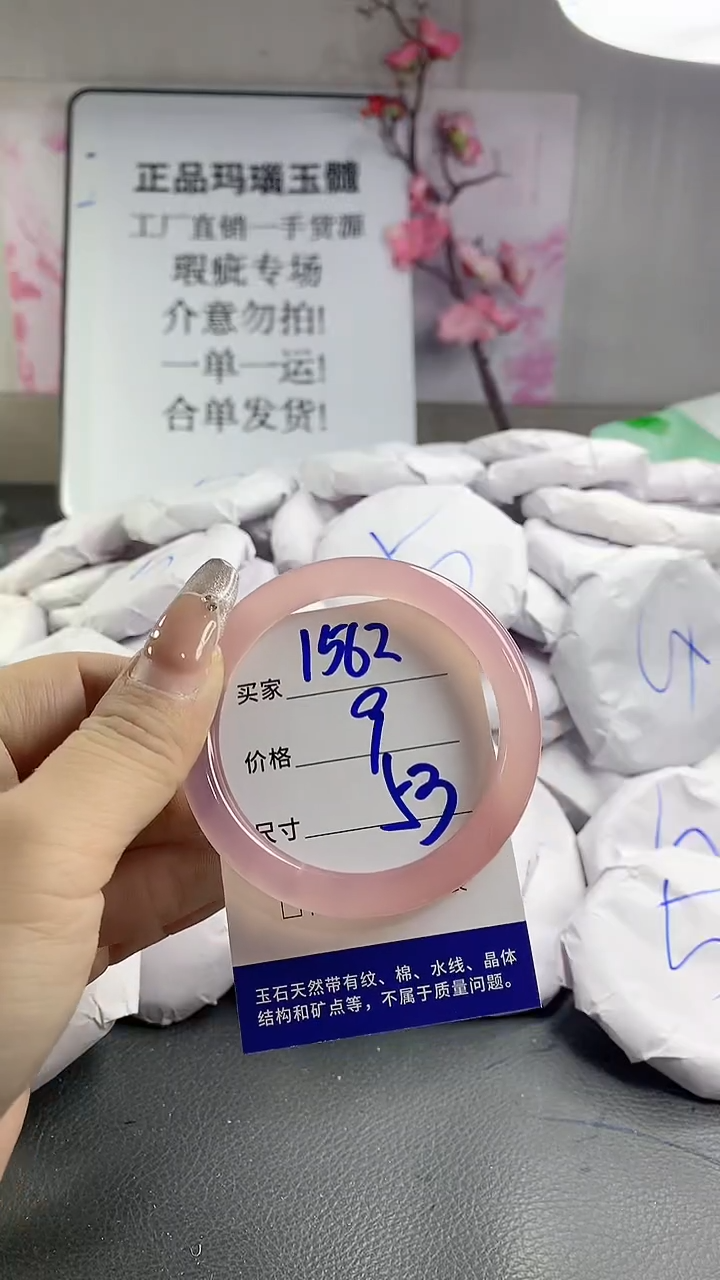 正品玛瑙玉髓
工厂直销一手货源
瑕疵专场
介意勿拍!
一单一运!
合单发货!
买家 1562
价格 9
尺寸 53
玉石天然带有纹、棉、水线、晶体
结构和矿点等，不属于质量问题。
5
4
5